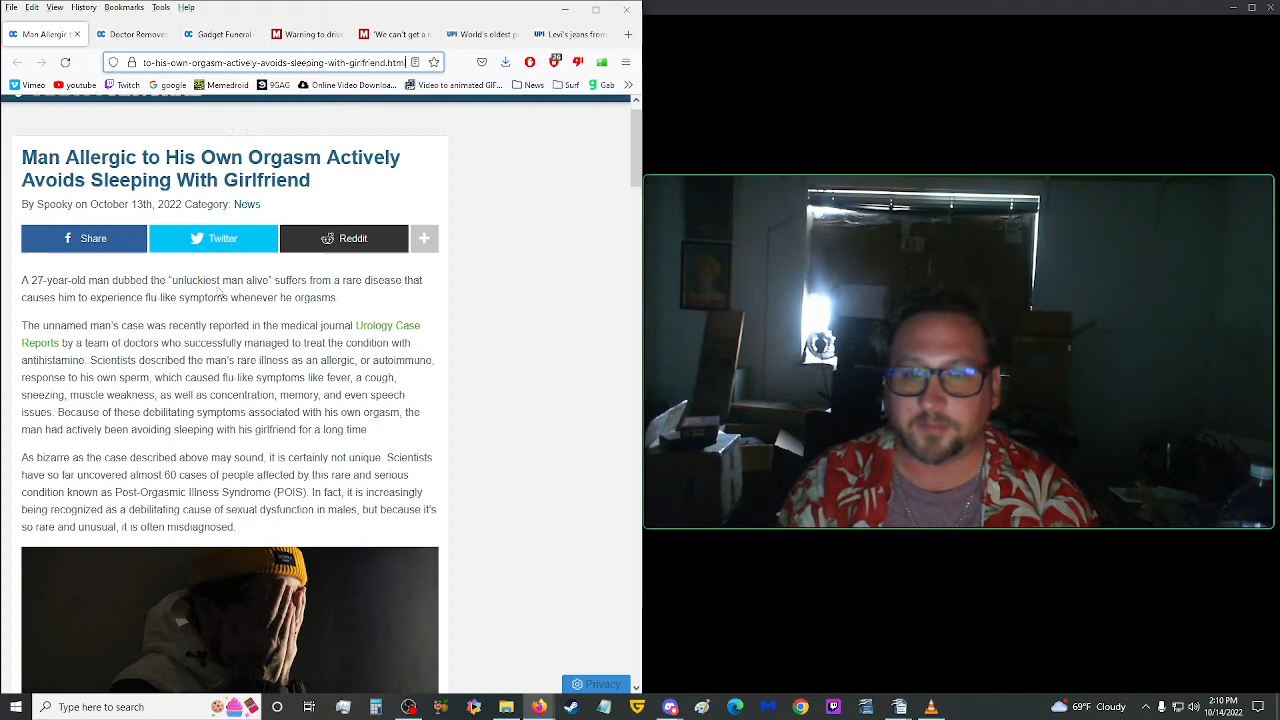 File Edit View History Bookmarks Tools Help
Man Allergic t
Doctor Remove
Gadget Funeral
Warning to drive
'We can't get a n
World's oldest p
Levi's jeans from
to-his-own-orgasm-actively-avoids-sleeping-with-girlfriend.html
26
Vimeo youtube Twitch google Memedroid 9GAG Online Video Downloa... Video to animated GIF... News Surf Gab
Man Allergic to His Own Orgasm Actively
Avoids Sleeping With Girlfriend
By Spooky on October 13th, 2022 Category: News
Share Twitter Reddit
A 27-year-old man dubbed the “unluckiest man alive” suffers from a rare disease that
causes him to experience flu-like symptoms whenever he orgasms.
The unnamed man's case was recently reported in the medical journal Urology Case
Reports by a team of doctors who successfully managed to treat the condition with
antihistamine. Scientists described the man's rare illness as an allergic, or autoimmune,
response to his own sperm, which caused flu-like symptoms like fever, a cough,
sneezing, muscle weakness, as well as concentration, memory, and even speech
issues. Because of these debilitating symptoms associated with his own orgasm, the
man had actively been avoiding sleeping with his girlfriend for a long time.
As bizarre as the case described above may sound, it is certainly not unique. Scientists
have so far uncovered almost 60 cases of people affected by this rare and serious
condition known as Post-Orgasmic Illness Syndrome (POIS). In fact, it is increasingly
being recognized as a debilitating cause of sexual dysfunction in males, but because it's
so rare and unusual, it is often misdiagnosed.
Privacy
Type here to search
69°F Cloudy
2:10 PM
10/14/2022